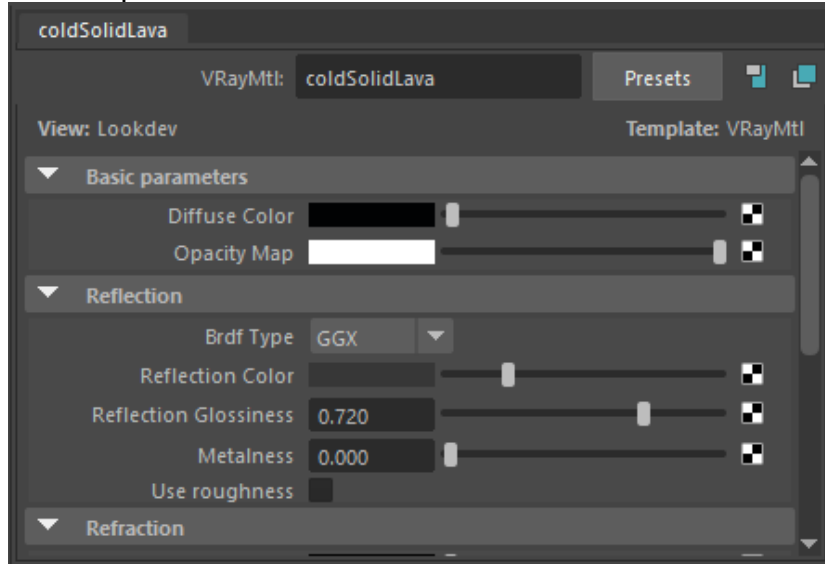 coldSolidLava
VRayMtl: coldSolidLava Presets
View: Lookdev Template: VRayMtl
Basic parameters
Diffuse Color
Opacity Map
Reflection
Brdf Type GGX
Reflection Color
Reflection Glossiness 0.720
Metalness 0.000
Use roughness
Refraction